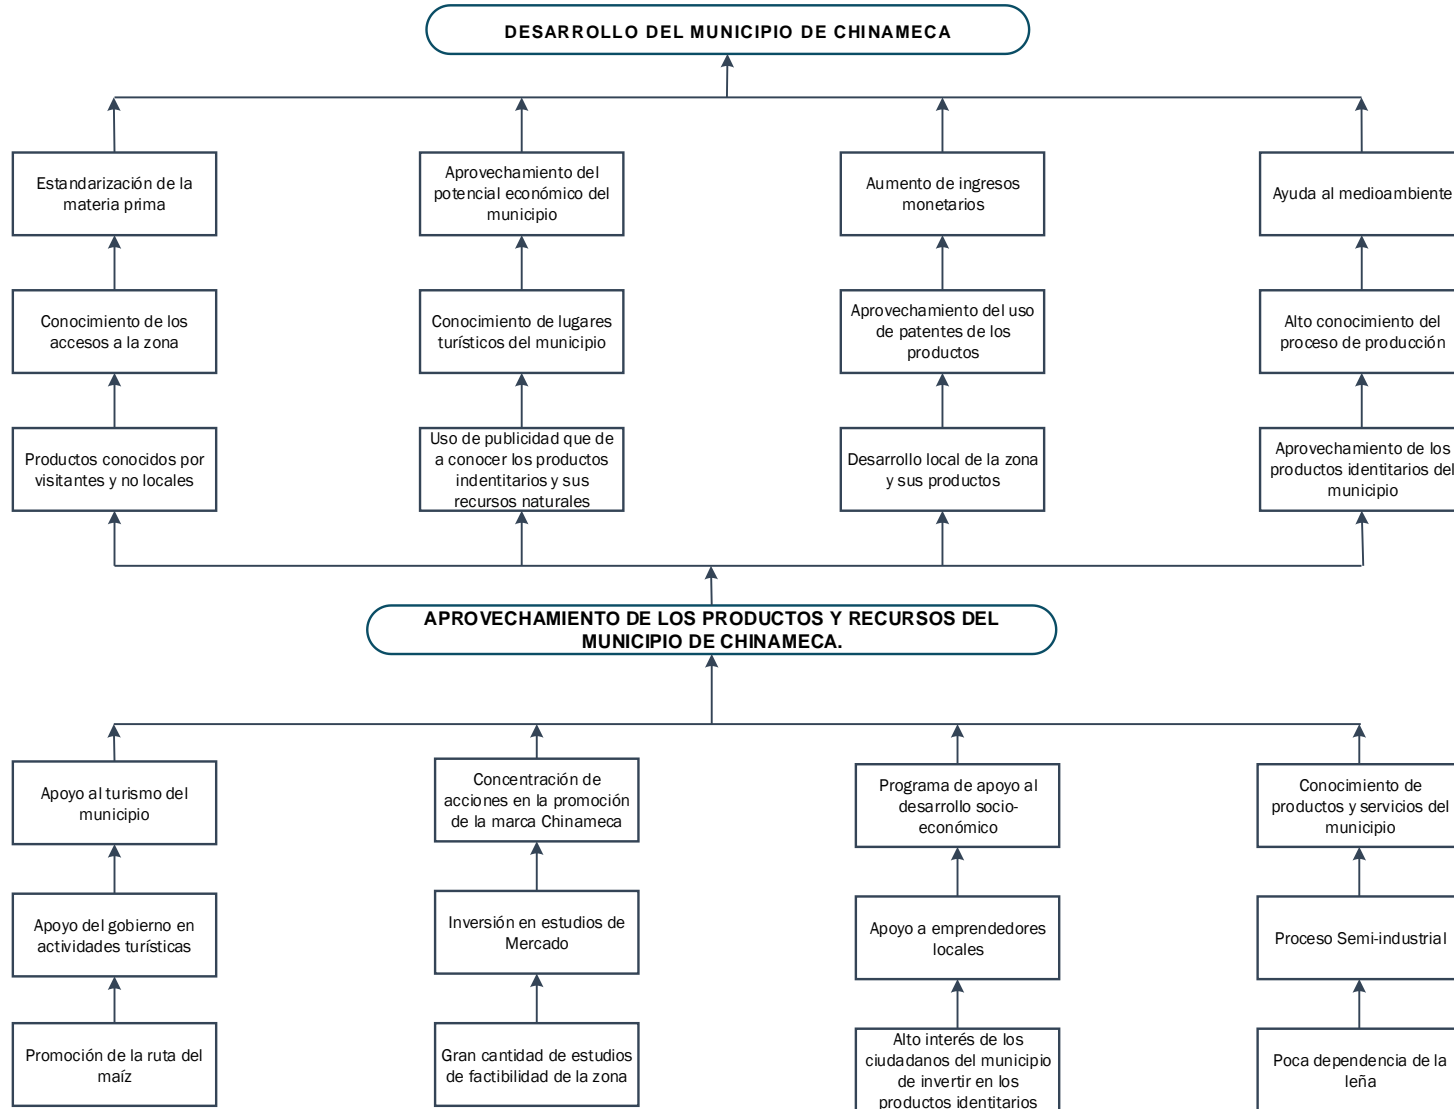 DESARROLLO DEL MUNICIPIO DE CHINAMECA
Estandarización de la
materia prima
Aprovechamiento del
potencial económico del
municipio
Aumento de ingresos
monetarios
Ayuda al medioambiente
Conocimiento de los
accesos a la zona
Conocimiento de lugares
turísticos del municipio
Aprovechamiento del uso
de patentes de los
productos
Alto conocimiento del
proceso de producción
Productos conocidos por
visitantes y no locales
Uso de publicidad que de
a conocer los productos
indentitarios y sus
recursos naturales
Desarrollo local de la zona
y sus productos
Aprovechamiento de los
productos identitarios del
municipio
APROVECHAMIENTO DE LOS PRODUCTOS Y RECURSOS DEL
MUNICIPIO DE CHINAMECA.
Apoyo al turismo del
municipio
Concentración de
acciones en la promoción
de la marca Chinameca
Programa de apoyo al
desarrollo socio-
económico
Conocimiento de
productos y servicios del
municipio
Apoyo del gobierno en
actividades turísticas
Inversión en estudios de
Mercado
Apoyo a emprendedores
locales
Proceso Semi-industrial
Promoción de la ruta del
maíz
Gran cantidad de estudios
de factibilidad de la zona
Alto interés de los
ciudadanos del municipio
de invertir en los
productos identitarios
Poca dependencia de la
leña